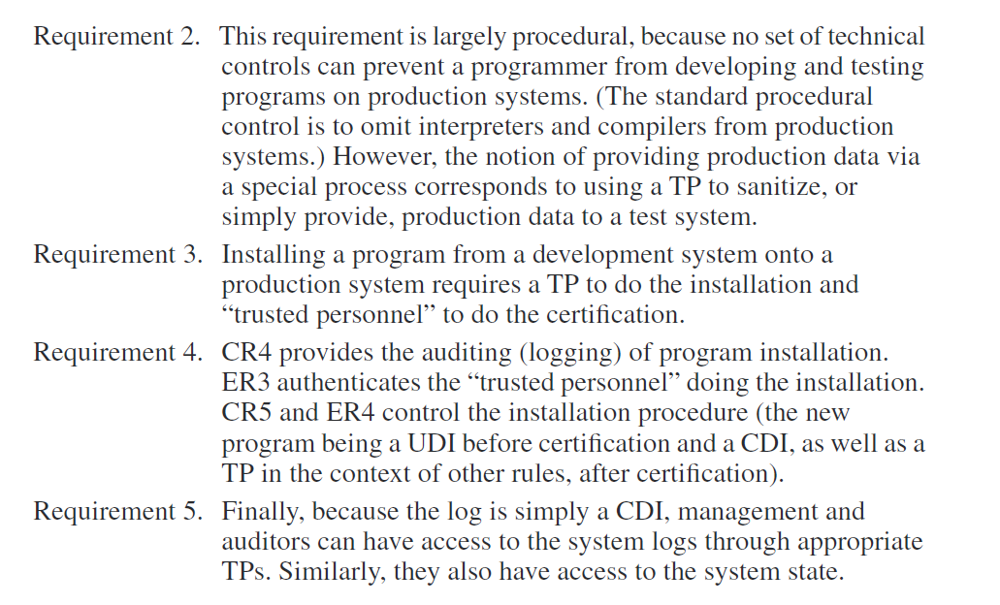 Requirement 2. This requirement is largely procedural, because no set of technical
controls can prevent a programmer from developing and testing
programs on production systems. (The standard procedural
control is to omit interpreters and compilers from production
systems.) However, the notion of providing production data via
a special process corresponds to using a TP to sanitize, or
simply provide, production data to a test system.
Requirement 3. Installing a program from a development system onto a
production system requires a TP to do the installation and
“trusted personnel” to do the certification.
Requirement 4. CR4 provides the auditing (logging) of program installation.
ER3 authenticates the “trusted personnel” doing the installation.
CR5 and ER4 control the installation procedure (the new
program being a UDI before certification and a CDI, as well as a
TP in the context of other rules, after certification).
Requirement 5. Finally, because the log is simply a CDI, management and
auditors can have access to the system logs through appropriate
TPs. Similarly, they also have access to the system state.